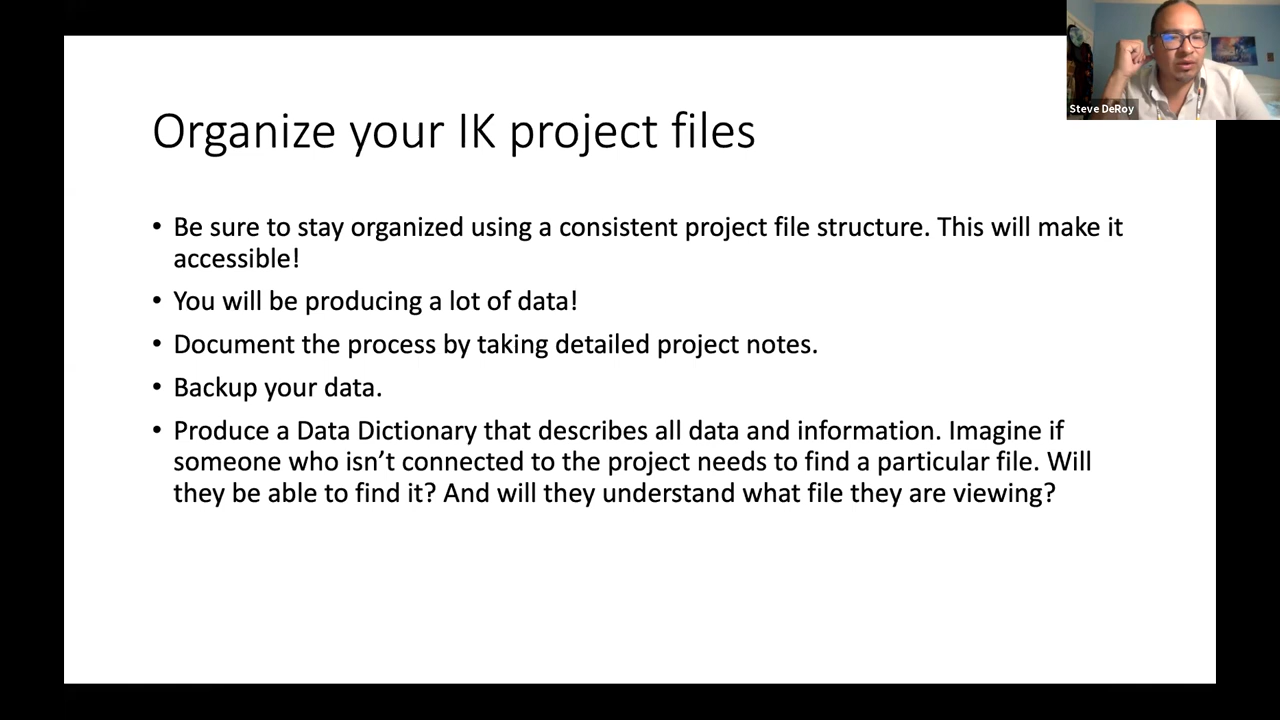 Steve DeRoy
Organize your IK project files
• Be sure to stay organized using a consistent project file structure. This will make it
accessible!
• You will be producing a lot of data!
• Document the process by taking detailed project notes.
• Backup your data.
• Produce a Data Dictionary that describes all data and information. Imagine if
someone who isn’t connected to the project needs to find a particular file. Will
they be able to find it? And will they understand what file they are viewing?